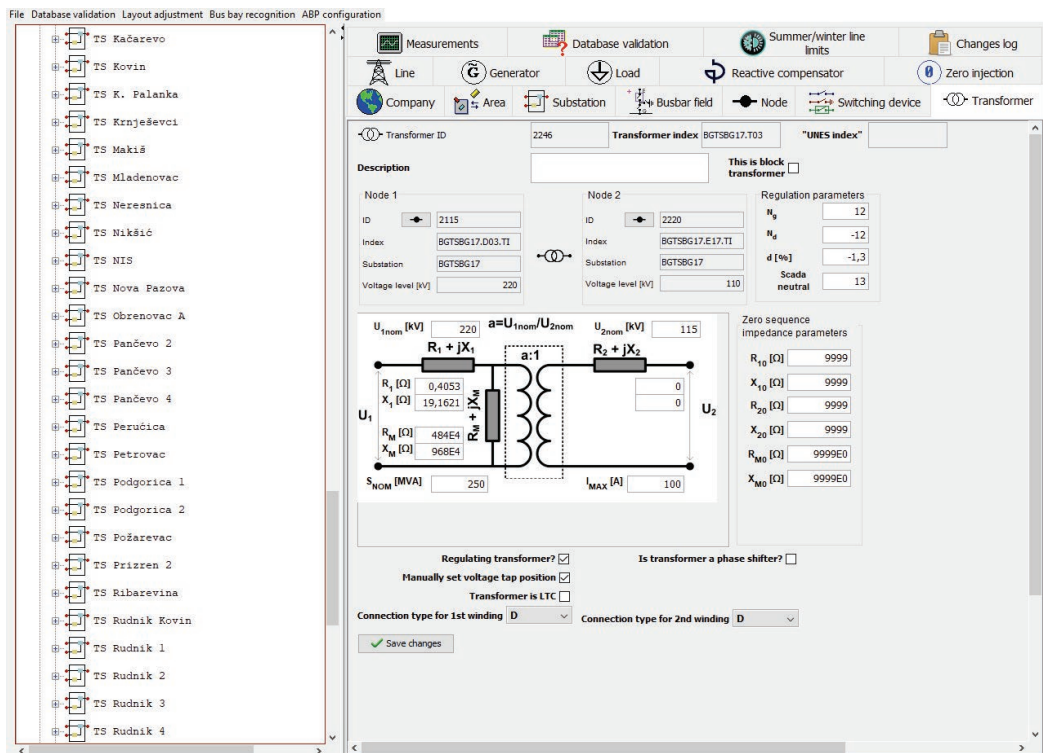 File Database validation Layout adjustment Bus bay recognition ABP configuration
TS Kačarevo
TS Kovin
TS K. Palanka
TS Krnješevci
TS Makiš
TS Mladenovac
TS Neresnica
TS Nikšić
TS NIS
TS Nova Pazova
TS Obrenovac A
TS Pančevo 2
TS Pančevo 3
TS Pančevo 4
TS Peručica
TS Petrovac
TS Podgorica 1
TS Podgorica 2
TS Požarevac
TS Prizren 2
TS Ribarevina
TS Rudnik Kovin
TS Rudnik 1
TS Rudnik 2
TS Rudnik 3
TS Rudnik 4
Measurements Database validation Summer/winter line limits Changes log
Line G Generator Load Reactive compensator 0 Zero injection
Company Area Substation Busbar field Node Switching device Transformer
Transformer ID 2246 Transformer index BGTSBG17.T03 "UNES index"
Description This is block transformer
Node 1 Node 2 Regulation parameters
ID 2115 ID 2220 Ng 12
Index BGTSBG17.D03.TI Index BGTSBG17.E17.TI Nd -12
Substation BGTSBG17 Substation BGTSBG17 d [%] -1,3
Voltage level [kV] 220 Voltage level [kV] 110 Scada neutral 13
U1nom [kV] 220 a=U1nom/U2nom U2nom [kV] 115
R1 + jX1 a:1 R2 + jX2
R1 [Ω] 0,4053 0
X1 [Ω] 19,1621 0
U1 RM + jXM U2
RM [Ω] 484E4
XM [Ω] 968E4
SNOM [MVA] 250 IMAX [A] 100
Zero sequence
impedance parameters
R10 [Ω] 9999
X10 [Ω] 9999
R20 [Ω] 9999
X20 [Ω] 9999
RM0 [Ω] 9999E0
XM0 [Ω] 9999E0
Regulating transformer? Is transformer a phase shifter?
Manually set voltage tap position
Transformer is LTC
Connection type for 1st winding D Connection type for 2nd winding D
Save changes